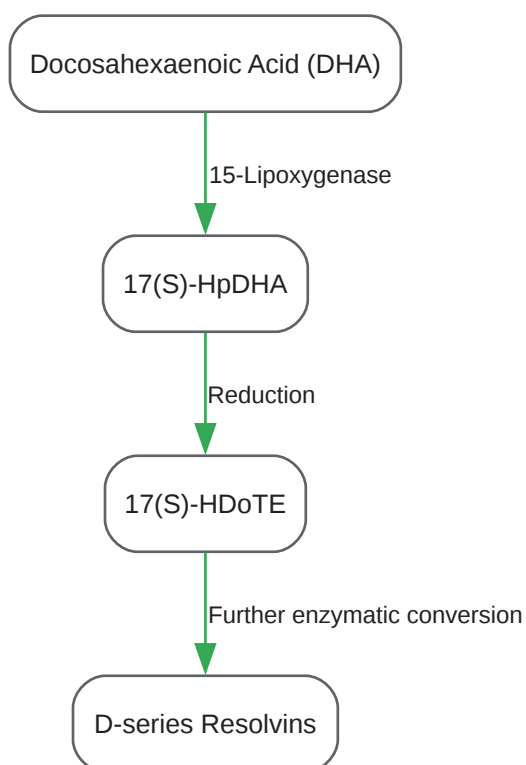 Docosahexaenoic Acid (DHA)
15-Lipoxygenase
17(S)-HpDHA
Reduction
17(S)-HDoTE
Further enzymatic conversion
D-series Resolvins